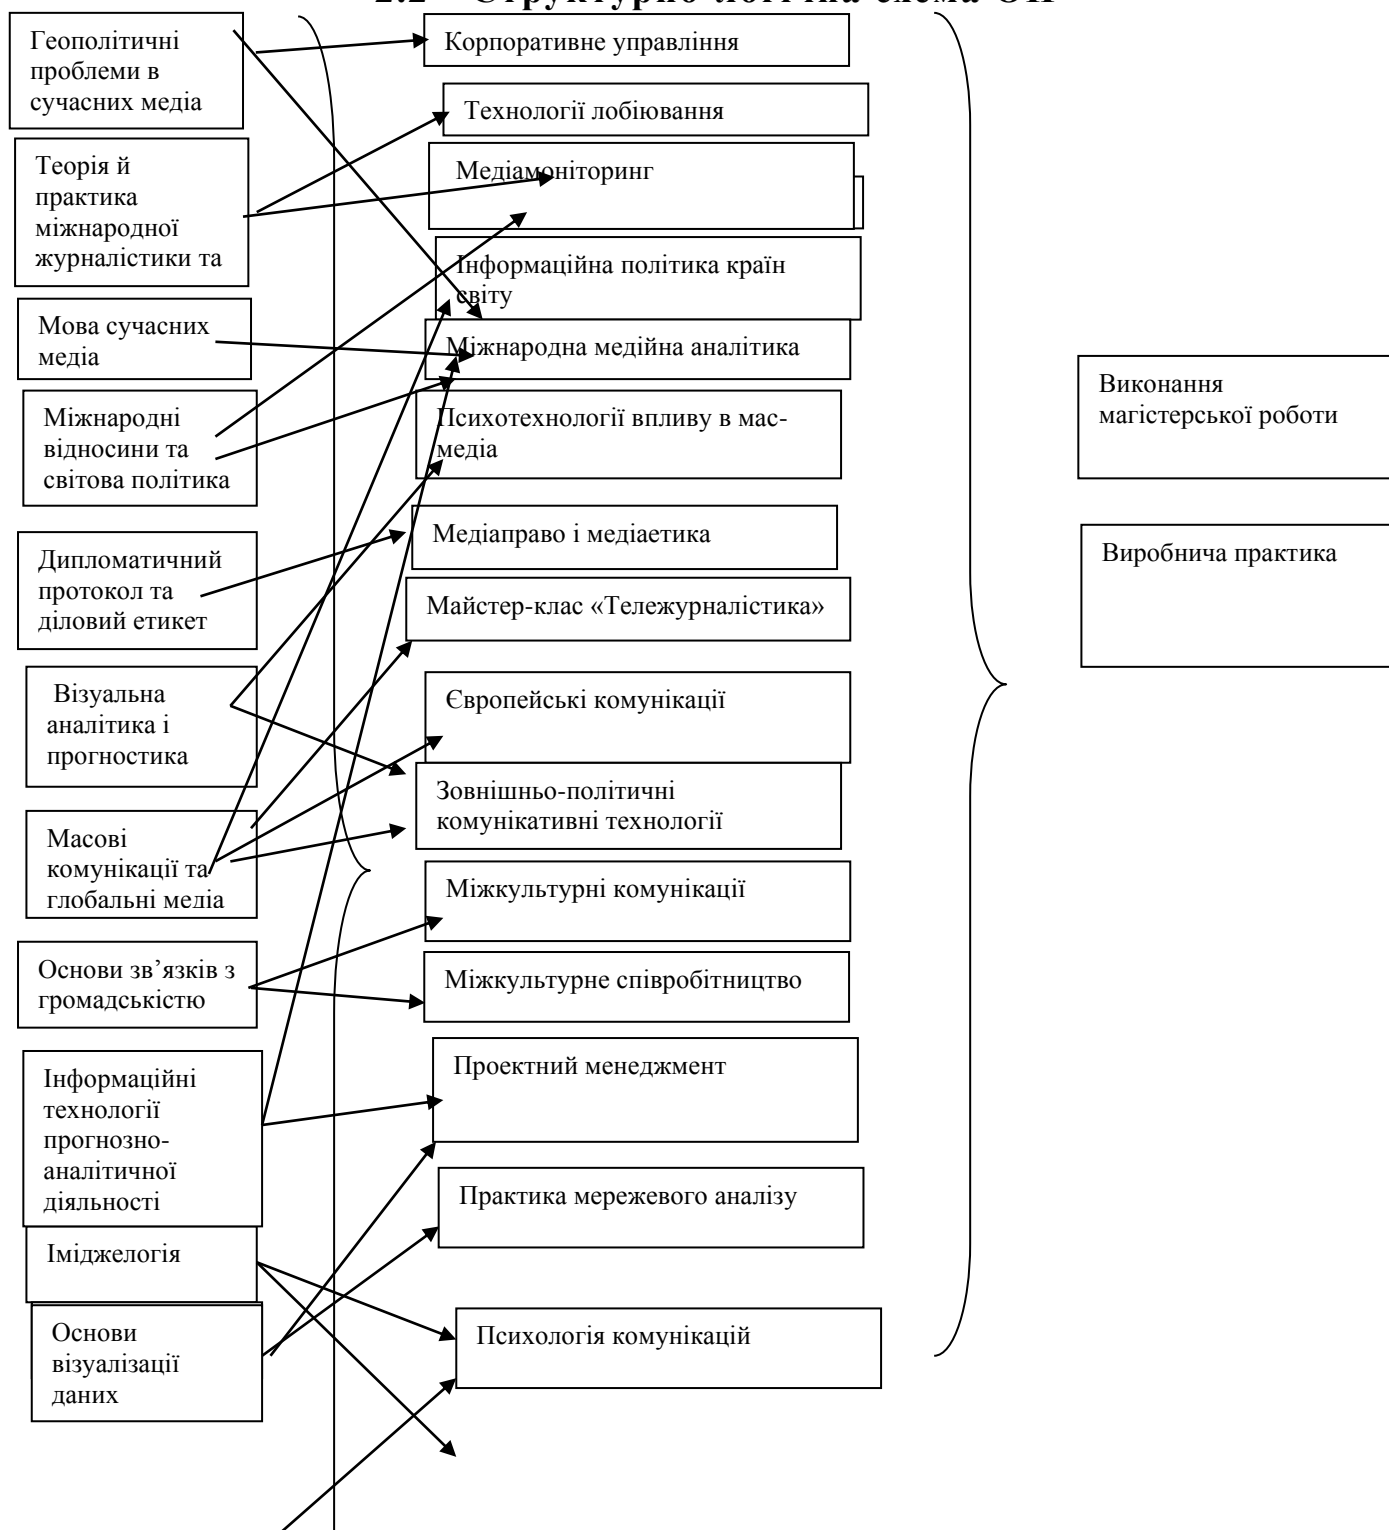 2.2 Структурно-логічна схема ОП
Геополітичні
проблеми в
сучасних медіа
Теорія й
практика
міжнародної
журналістики та
Мова сучасних
медіа
Міжнародні
відносини та
світова політика
Дипломатичний
протокол та
діловий етикет
Візуальна
аналітика і
прогностика
Масові
комунікації та
глобальні медіа
Основи зв’язків з
громадськістю
Інформаційні
технології
прогнозно-
аналітичної
діяльності
Іміджелогія
Основи
візуалізації
даних
Корпоративне управління
Технології лобіювання
Медіамоніторинг
Інформаційна політика країн
світу
Міжнародна медійна аналітика
Психотехнології впливу в мас-
медіа
Медіаправо і медіаетика
Майстер-клас «Тележурналістика»
Європейські комунікації
Зовнішньо-політичні
комунікативні технології
Міжкультурні комунікації
Міжкультурне співробітництво
Проектний менеджмент
Практика мережевого аналізу
Психологія комунікацій
Виконання
магістерської роботи
Виробнича практика